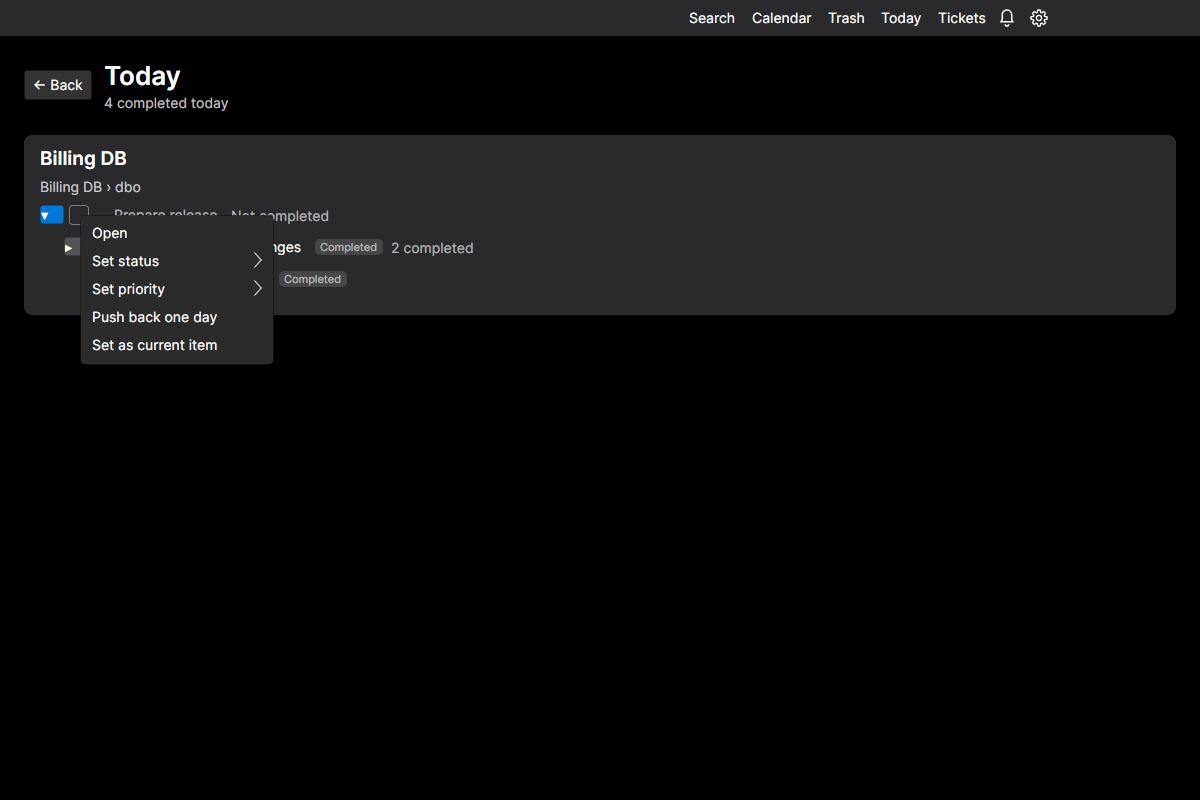 Search Calendar Trash Today Tickets
← Back
Today
4 completed today
Billing DB
Billing DB › dbo
Prepare release Not completed
Open
Completed 2 completed
Set status
Completed
Set priority
Push back one day
Set as current item